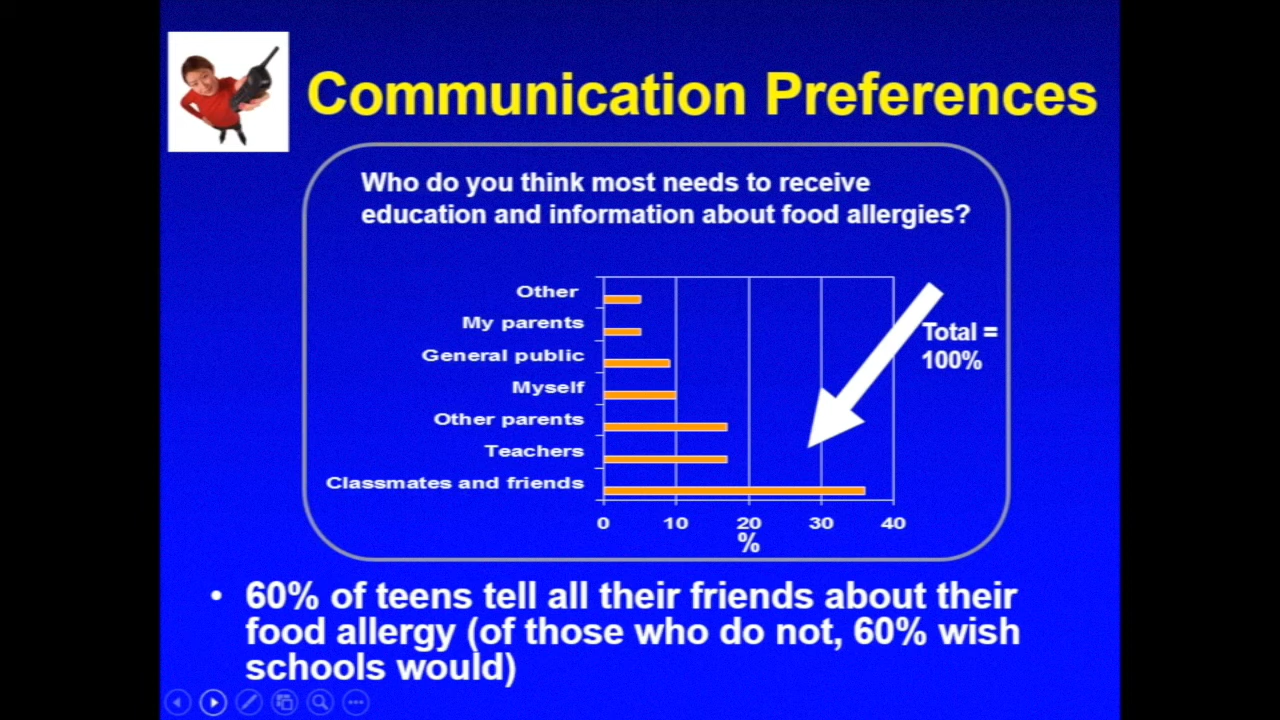 Communication Preferences
Who do you think most needs to receive
education and information about food allergies?
Other
My parents
General public
Myself
Other parents
Teachers
Classmates and friends
Total =
100%
0 10 20 30 40
%
• 60% of teens tell all their friends about their
food allergy (of those who do not, 60% wish
schools would)